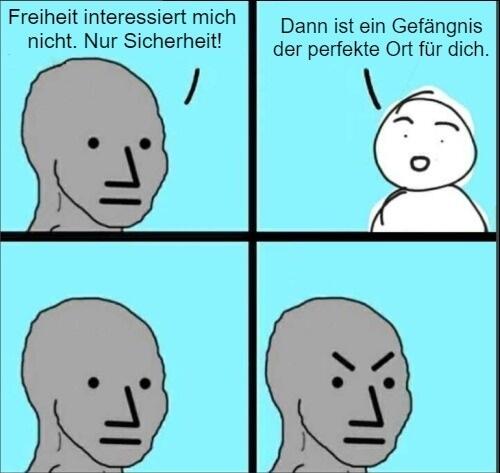 Freiheit interessiert mich
nicht. Nur Sicherheit!
Dann ist ein Gefängnis
der perfekte Ort für dich.